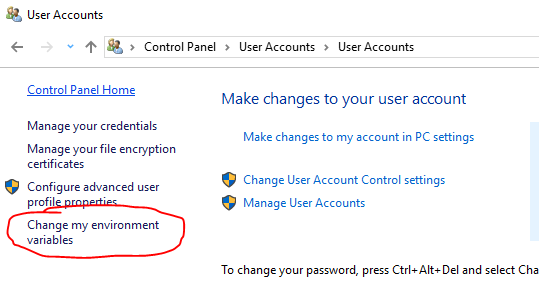 User Accounts
Control Panel > User Accounts > User Accounts
Control Panel Home
Manage your credentials
Manage your file encryption
certificates
Configure advanced user
profile properties
Change my environment
variables
Make changes to your user account
Make changes to my account in PC settings
Change User Account Control settings
Manage User Accounts
To change your password, press Ctrl+Alt+Del and select Cha